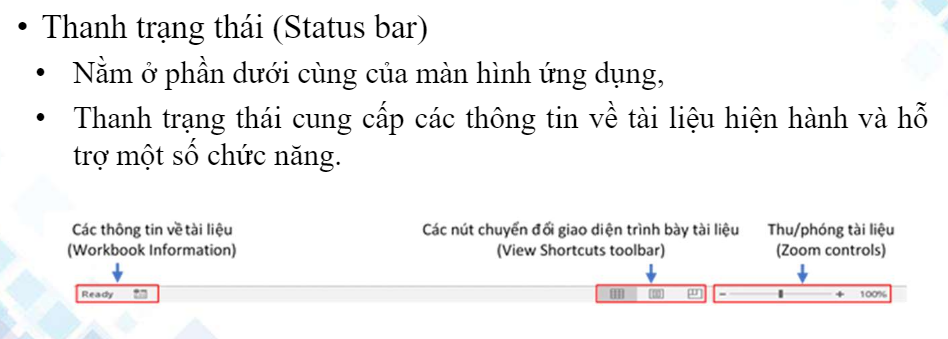 • Thanh trạng thái (Status bar)
• Nằm ở phần dưới cùng của màn hình ứng dụng,
• Thanh trạng thái cung cấp các thông tin về tài liệu hiện hành và hỗ
trợ một số chức năng.
Các thông tin về tài liệu
(Workbook Information)
Các nút chuyển đổi giao diện trình bày tài liệu
(View Shortcuts toolbar)
Thu/phóng tài liệu
(Zoom controls)
Ready
− + 100%